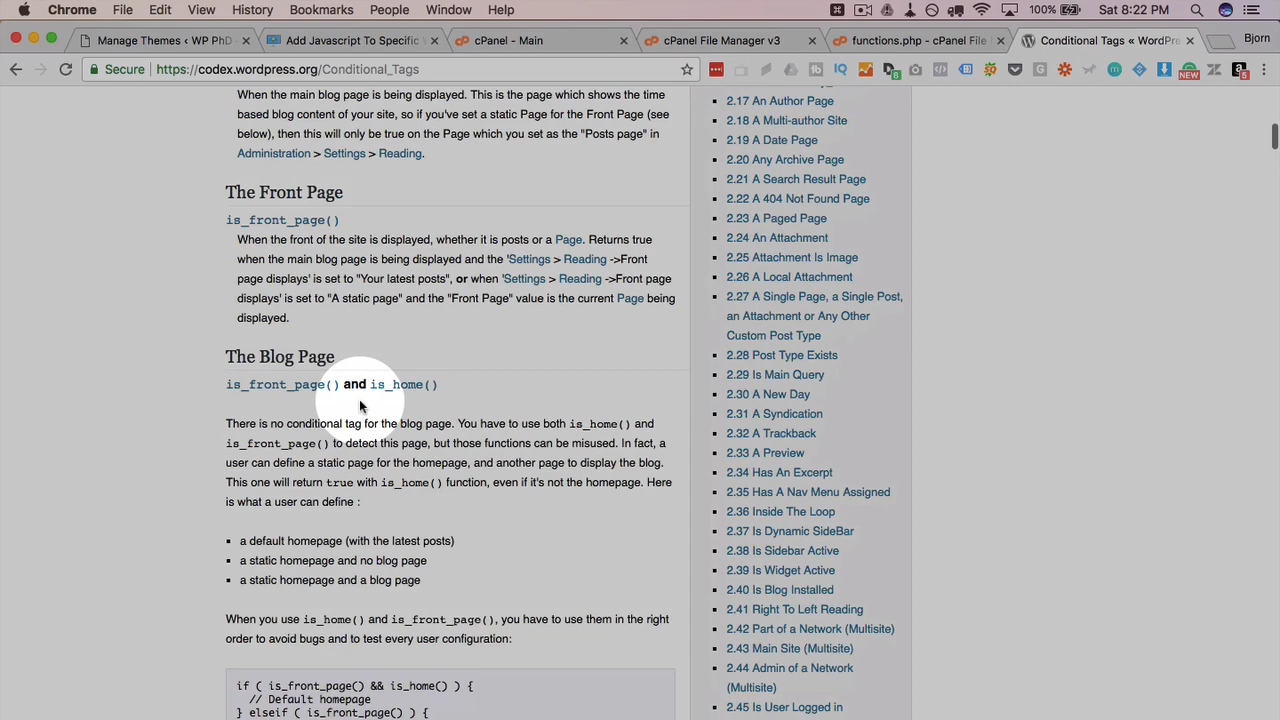 Chrome File Edit View History Bookmarks People Window Help 100% Sat 8:22 PM
Manage Themes ‹ WP PhD
Add Javascript To Specific
cPanel - Main
cPanel File Manager v3
functions.php - cPanel File
Conditional Tags « WordPre
Bjorn
Secure https://codex.wordpress.org/Conditional_Tags
NEW
8
5
When the main blog page is being displayed. This is the page which shows the time
based blog content of your site, so if you've set a static Page for the Front Page (see
below), then this will only be true on the Page which you set as the "Posts page" in
Administration > Settings > Reading.
The Front Page
is_front_page()
When the front of the site is displayed, whether it is posts or a Page. Returns true
when the main blog page is being displayed and the 'Settings > Reading ->Front
page displays' is set to "Your latest posts", or when 'Settings > Reading ->Front page
displays' is set to "A static page" and the "Front Page" value is the current Page being
displayed.
The Blog Page
is_front_page() and is_home()
There is no conditional tag for the blog page. You have to use both is_home() and
is_front_page() to detect this page, but those functions can be misused. In fact, a
user can define a static page for the homepage, and another page to display the blog.
This one will return true with is_home() function, even if it's not the homepage. Here
is what a user can define :
a default homepage (with the latest posts)
a static homepage and no blog page
a static homepage and a blog page
When you use is_home() and is_front_page(), you have to use them in the right
order to avoid bugs and to test every user configuration:
if ( is_front_page() && is_home() ) {
// Default homepage
} elseif ( is_front_page() ) {
2.17 An Author Page
2.18 A Multi-author Site
2.19 A Date Page
2.20 Any Archive Page
2.21 A Search Result Page
2.22 A 404 Not Found Page
2.23 A Paged Page
2.24 An Attachment
2.25 Attachment Is Image
2.26 A Local Attachment
2.27 A Single Page, a Single Post,
an Attachment or Any Other
Custom Post Type
2.28 Post Type Exists
2.29 Is Main Query
2.30 A New Day
2.31 A Syndication
2.32 A Trackback
2.33 A Preview
2.34 Has An Excerpt
2.35 Has A Nav Menu Assigned
2.36 Inside The Loop
2.37 Is Dynamic SideBar
2.38 Is Sidebar Active
2.39 Is Widget Active
2.40 Is Blog Installed
2.41 Right To Left Reading
2.42 Part of a Network (Multisite)
2.43 Main Site (Multisite)
2.44 Admin of a Network
(Multisite)
2.45 Is User Logged in